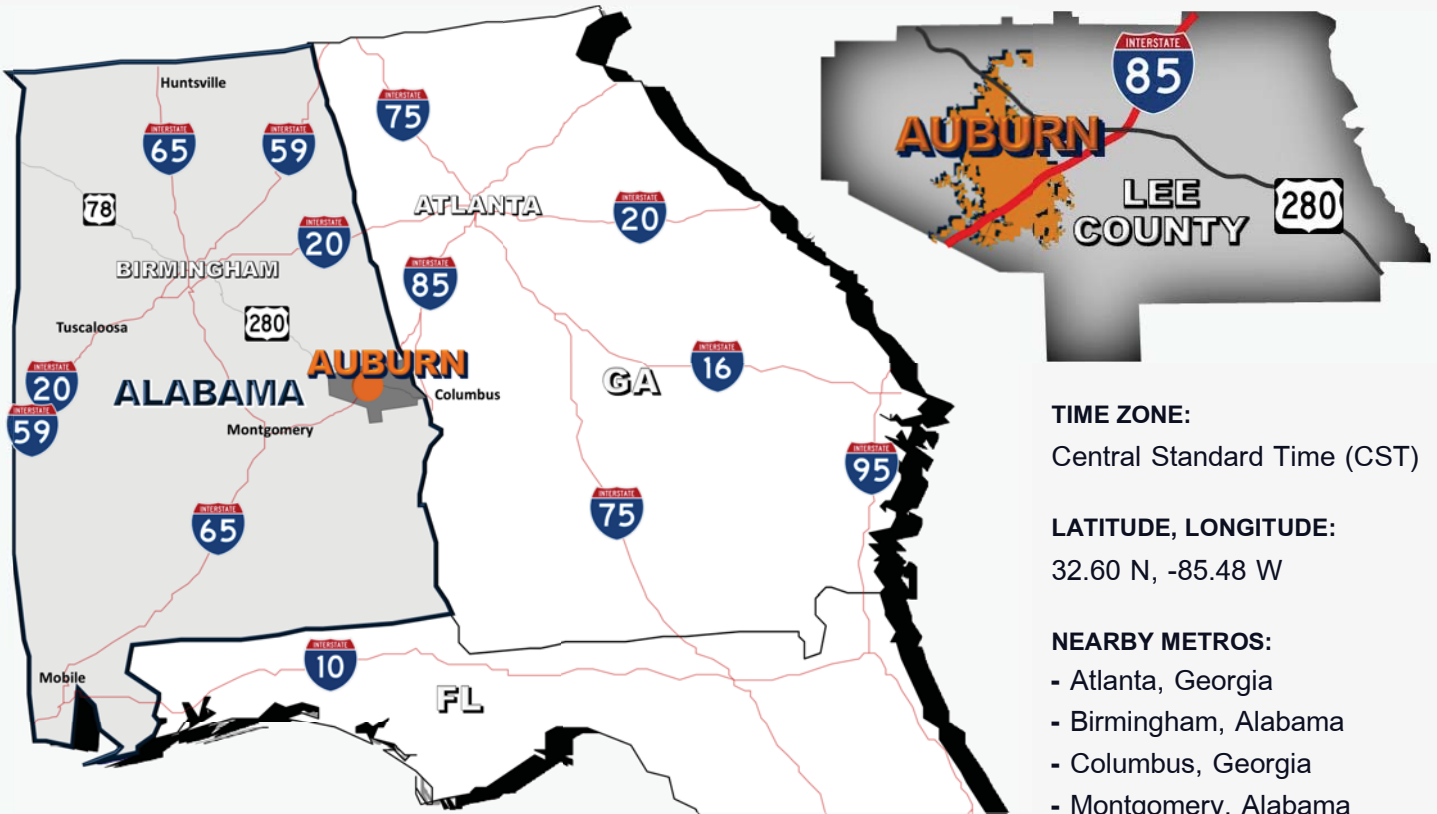 Huntsville
INTERSTATE
65
INTERSTATE
59
INTERSTATE
75
78
ATLANTA
INTERSTATE
20
INTERSTATE
20
BIRMINGHAM
INTERSTATE
85
Tuscaloosa
280
AUBURN
INTERSTATE
20
INTERSTATE
59
ALABAMA
Columbus
Montgomery
GA
INTERSTATE
16
INTERSTATE
95
INTERSTATE
65
INTERSTATE
75
INTERSTATE
10
Mobile
FL
INTERSTATE
85
AUBURN
LEE
COUNTY
280
TIME ZONE:
Central Standard Time (CST)
LATITUDE, LONGITUDE:
32.60 N, -85.48 W
NEARBY METROS:
- Atlanta, Georgia
- Birmingham, Alabama
- Columbus, Georgia
- Montgomery, Alabama